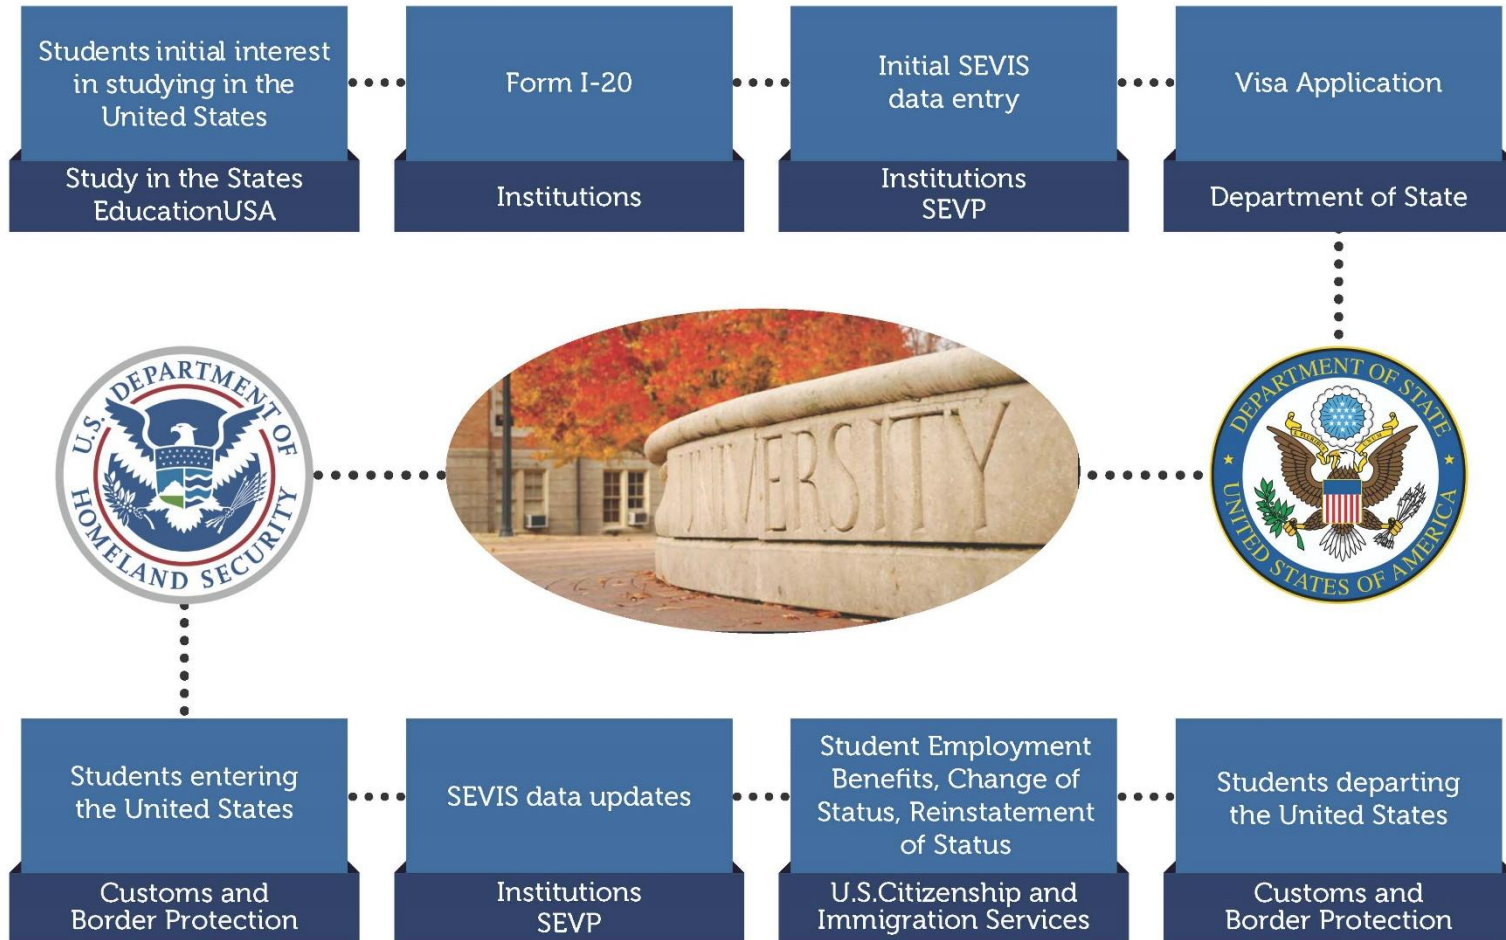 Students initial interest
in studying in the
United States
Study in the States
EducationUSA
Form I-20
Institutions
Initial SEVIS
data entry
Institutions
SEVP
Visa Application
Department of State
U.S. DEPARTMENT OF
HOMELAND SECURITY
UNIVERSITY
DEPARTMENT OF STATE
UNITED STATES OF AMERICA
Students entering
the United States
Customs and
Border Protection
SEVIS data updates
Institutions
SEVP
Student Employment
Benefits, Change of
Status, Reinstatement
of Status
U.S.Citizenship and
Immigration Services
Students departing
the United States
Customs and
Border Protection